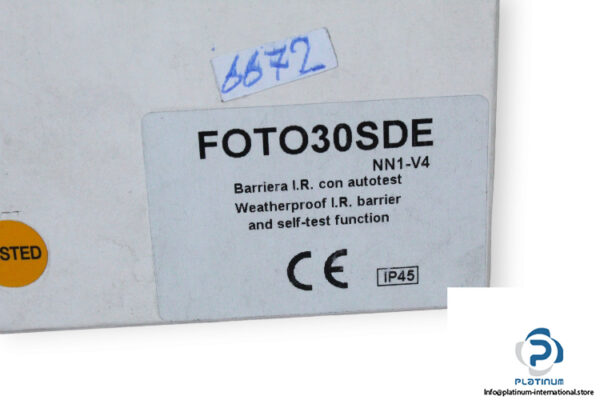 6672
FOTO30SDE
NN1-V4
Barriera I.R. con autotest
Weatherproof I.R. barrier
and self-test function
CE
IP45
STED
PLATINUM
Info@platinum-international.store